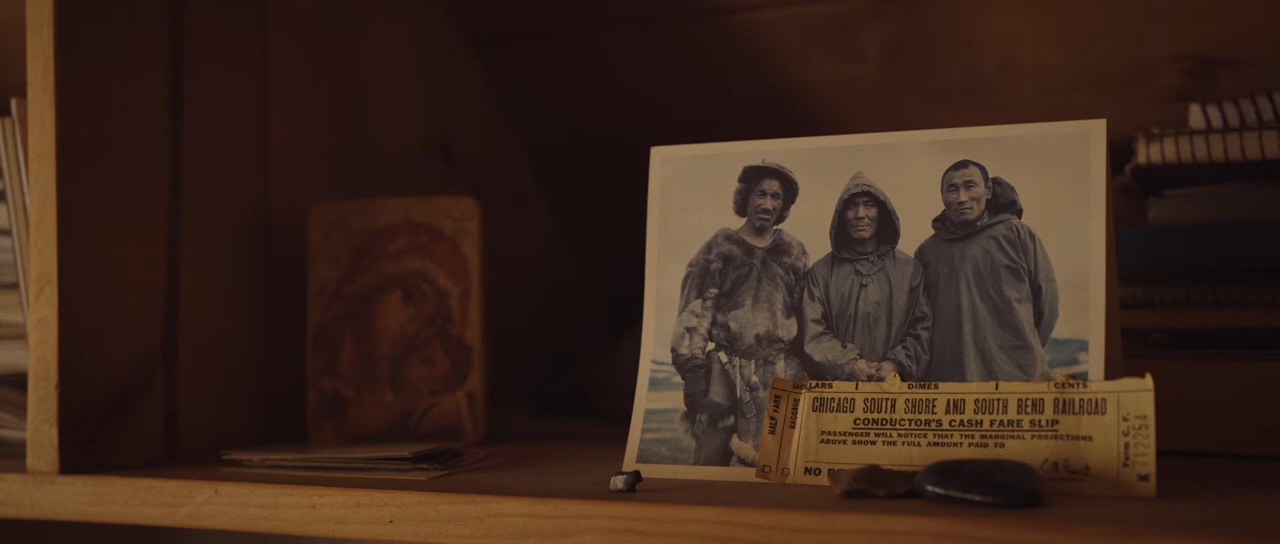 DOLLARS DIMES CENTS
HALF FARE
BAGGAGE
CHICAGO SOUTH SHORE AND SOUTH BEND RAILROAD
CONDUCTOR'S CASH FARE SLIP
PASSENGER WILL NOTICE THAT THE MARGINAL PROJECTIONS
ABOVE SHOW THE FULL AMOUNT PAID TO
NO
Form C. F.
K 712254